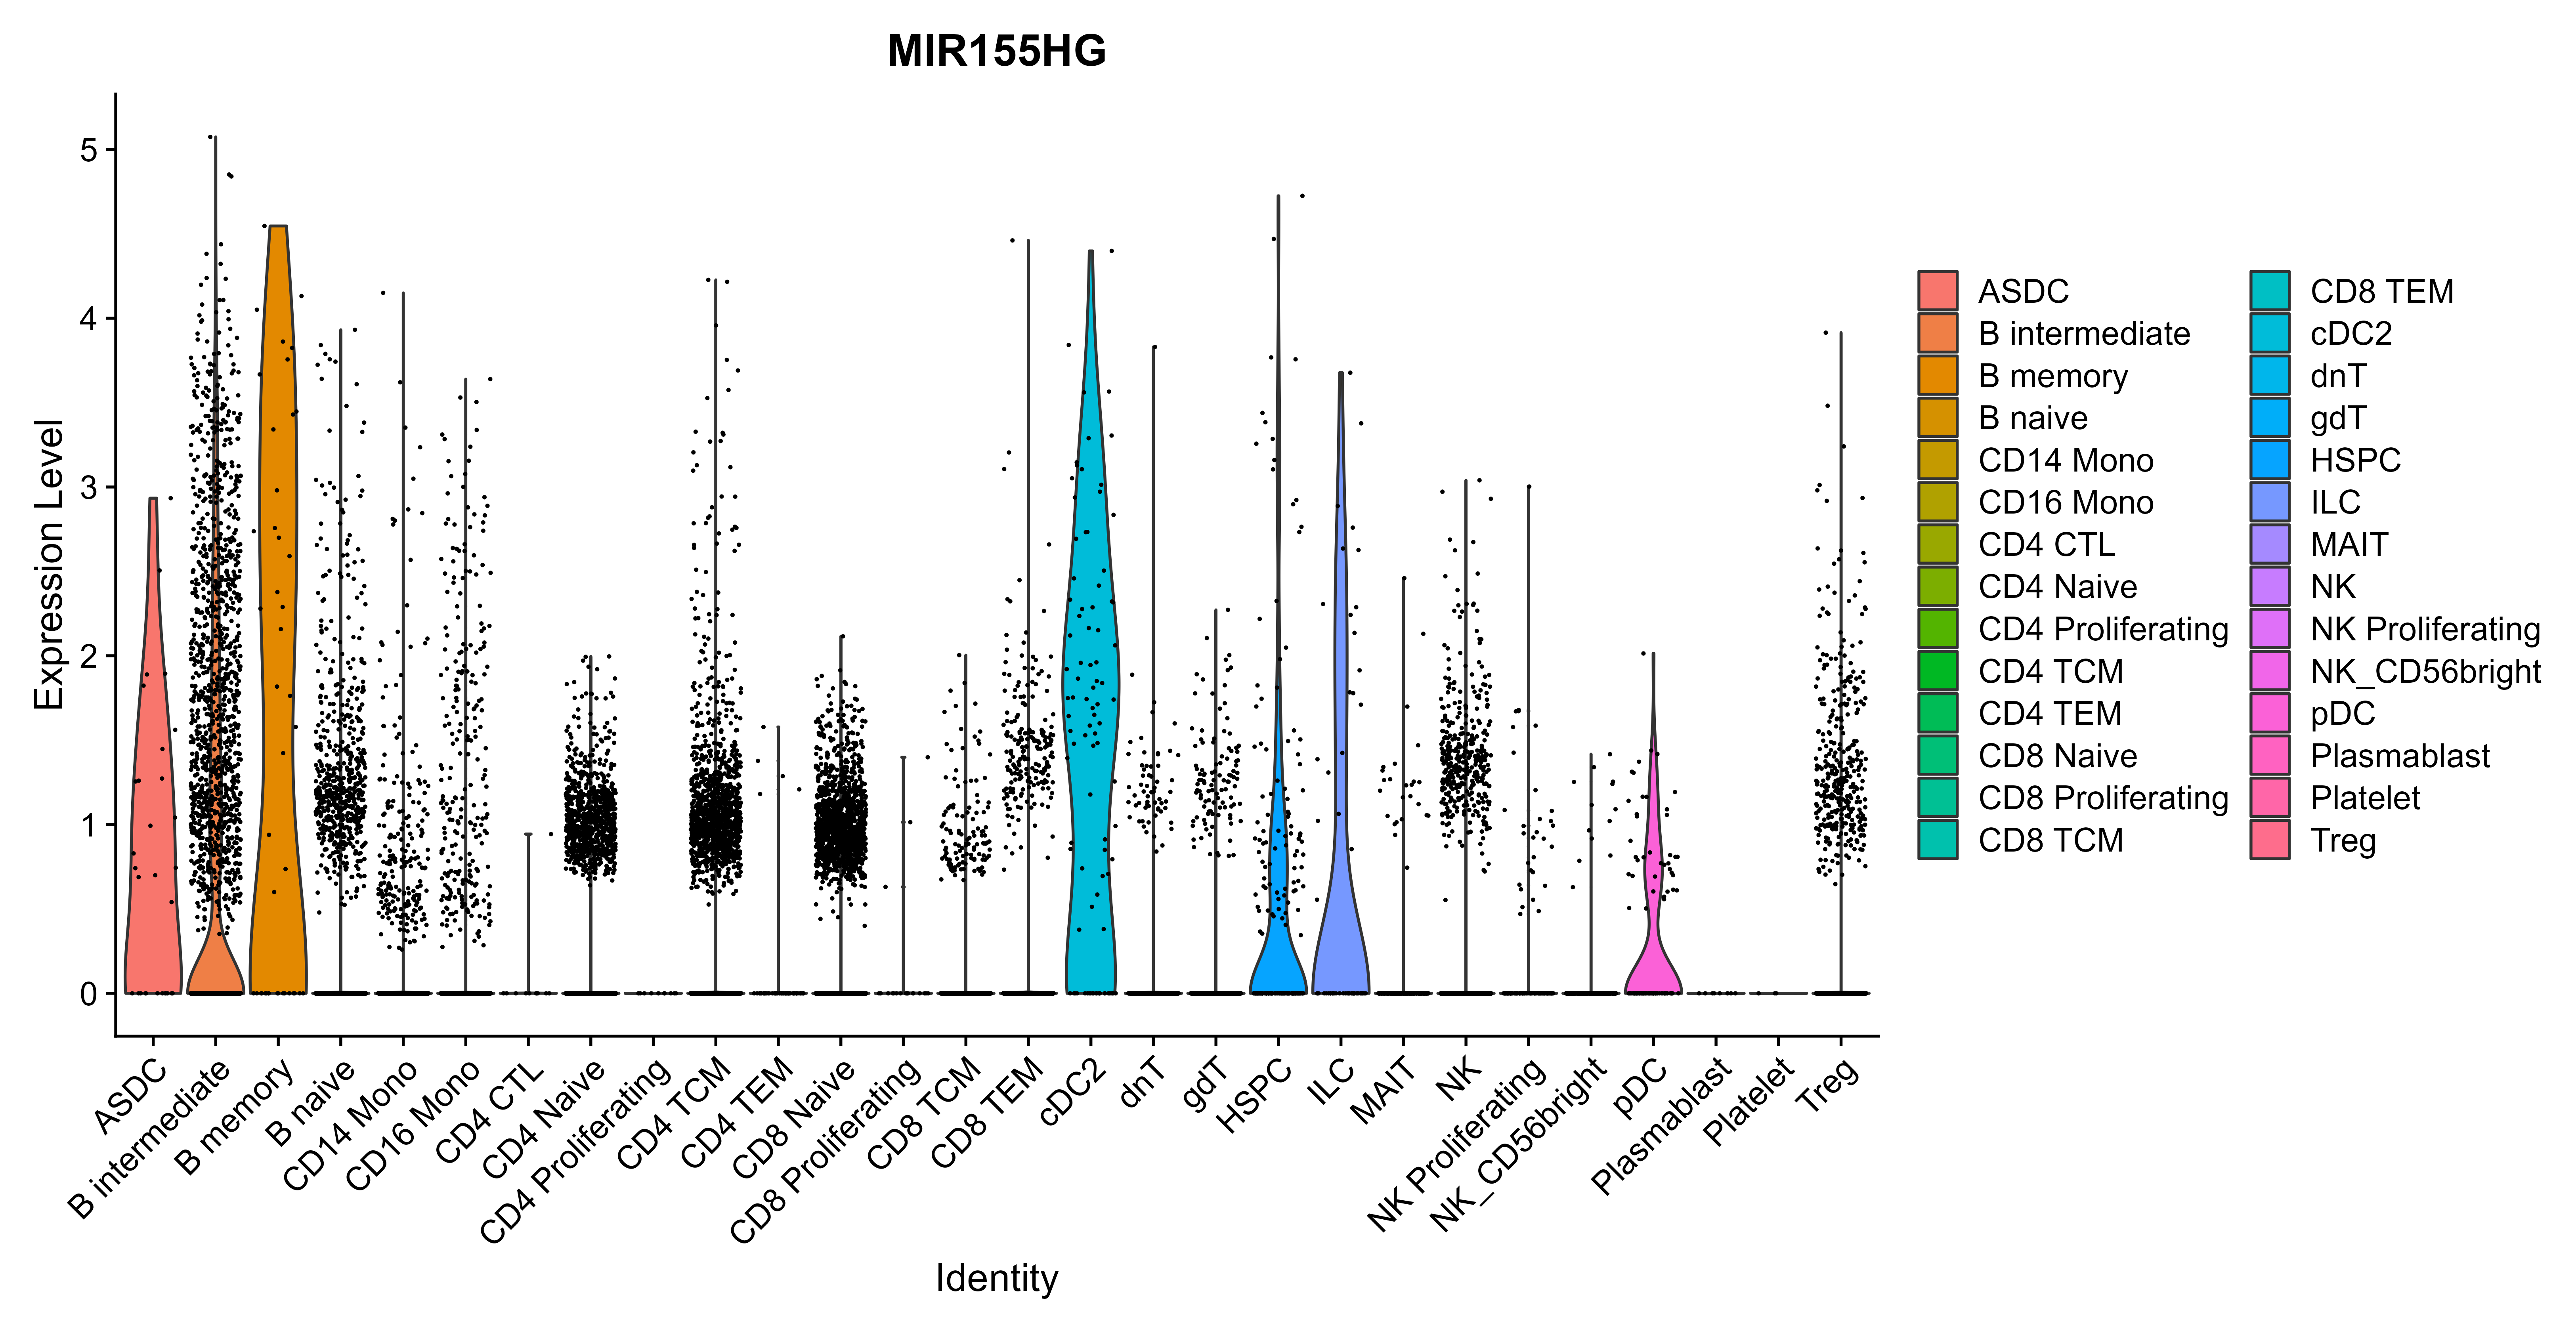 MIR155HG
Expression Level
5
4
3
2
1
0
ASDC
B intermediate
B memory
B naive
CD14 Mono
CD16 Mono
CD4 CTL
CD4 Naive
CD4 Proliferating
CD4 TCM
CD4 TEM
CD8 Naive
CD8 Proliferating
CD8 TCM
CD8 TEM
cDC2
dnT
gdT
HSPC
ILC
MAIT
NK
NK Proliferating
NK_CD56bright
pDC
Plasmablast
Platelet
Treg
Identity
ASDC
B intermediate
B memory
B naive
CD14 Mono
CD16 Mono
CD4 CTL
CD4 Naive
CD4 Proliferating
CD4 TCM
CD4 TEM
CD8 Naive
CD8 Proliferating
CD8 TCM
CD8 TEM
cDC2
dnT
gdT
HSPC
ILC
MAIT
NK
NK Proliferating
NK_CD56bright
pDC
Plasmablast
Platelet
Treg